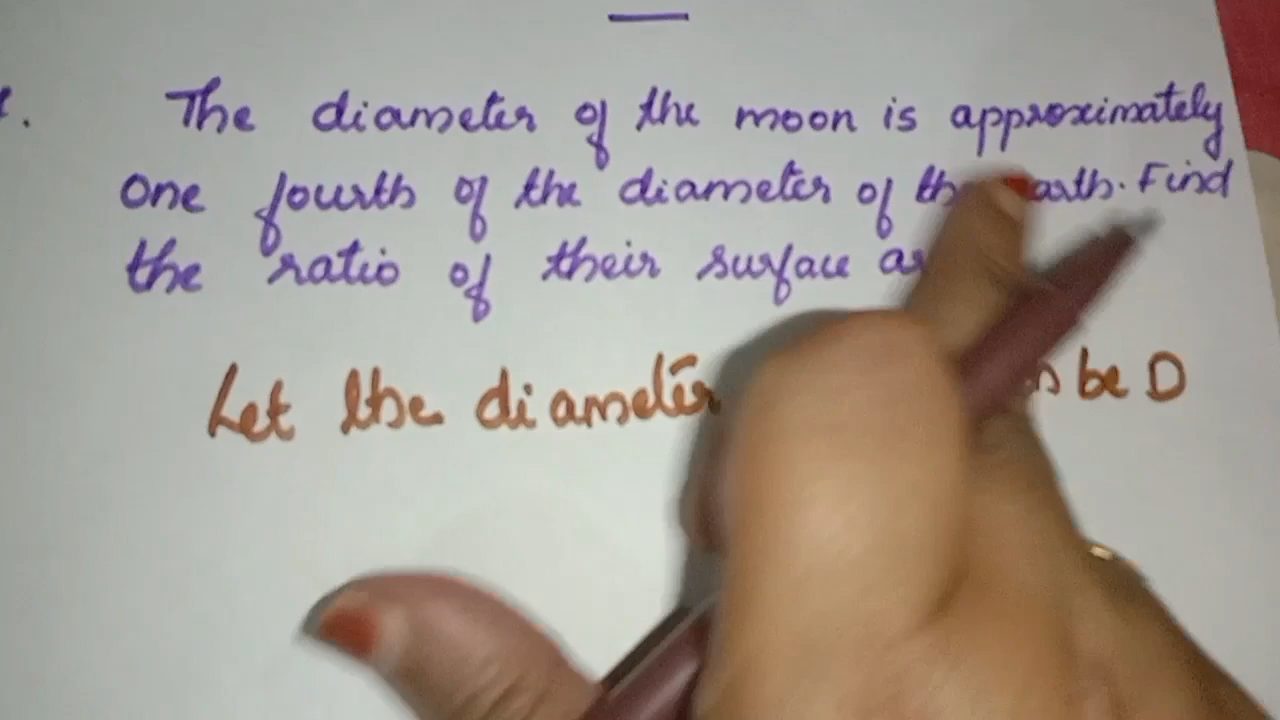 The diameter of the moon is approximately
one fourth of the diameter of the earth. Find
the ratio of their surface
Let the diameter be D